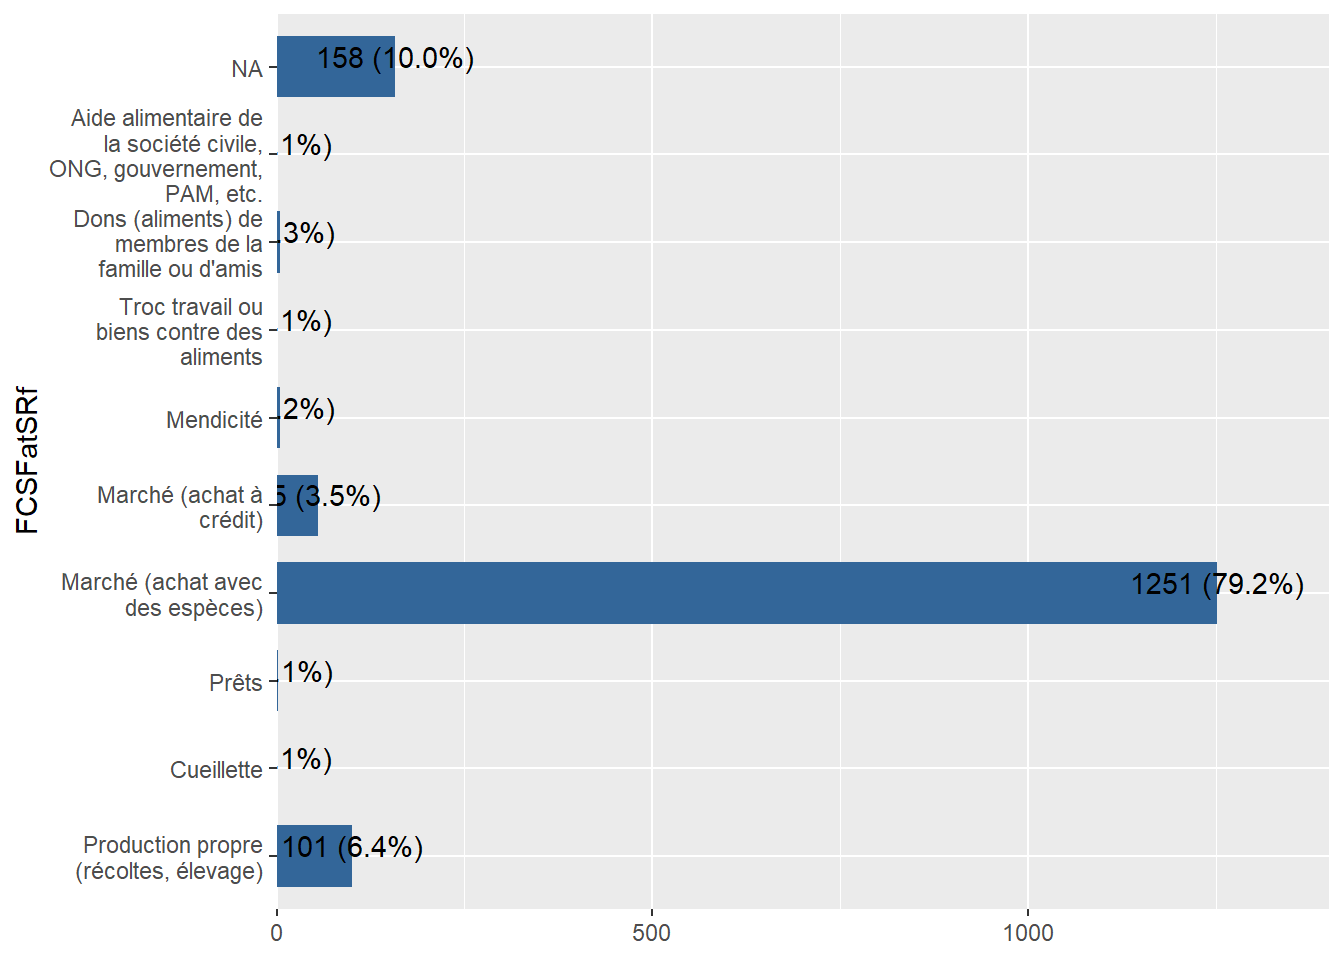 NA
158 (10.0%)
Aide alimentaire de
la société civile,
ONG, gouvernement,
PAM, etc.
1%)
Dons (aliments) de
membres de la
famille ou d'amis
3%)
Troc travail ou
biens contre des
aliments
1%)
Mendicité
2%)
Marché (achat à
crédit)
5 (3.5%)
Marché (achat avec
des espèces)
1251 (79.2%)
Prêts
1%)
Cueillette
1%)
Production propre
(récoltes, élevage)
101 (6.4%)
FCSFatSRf
0
500
1000